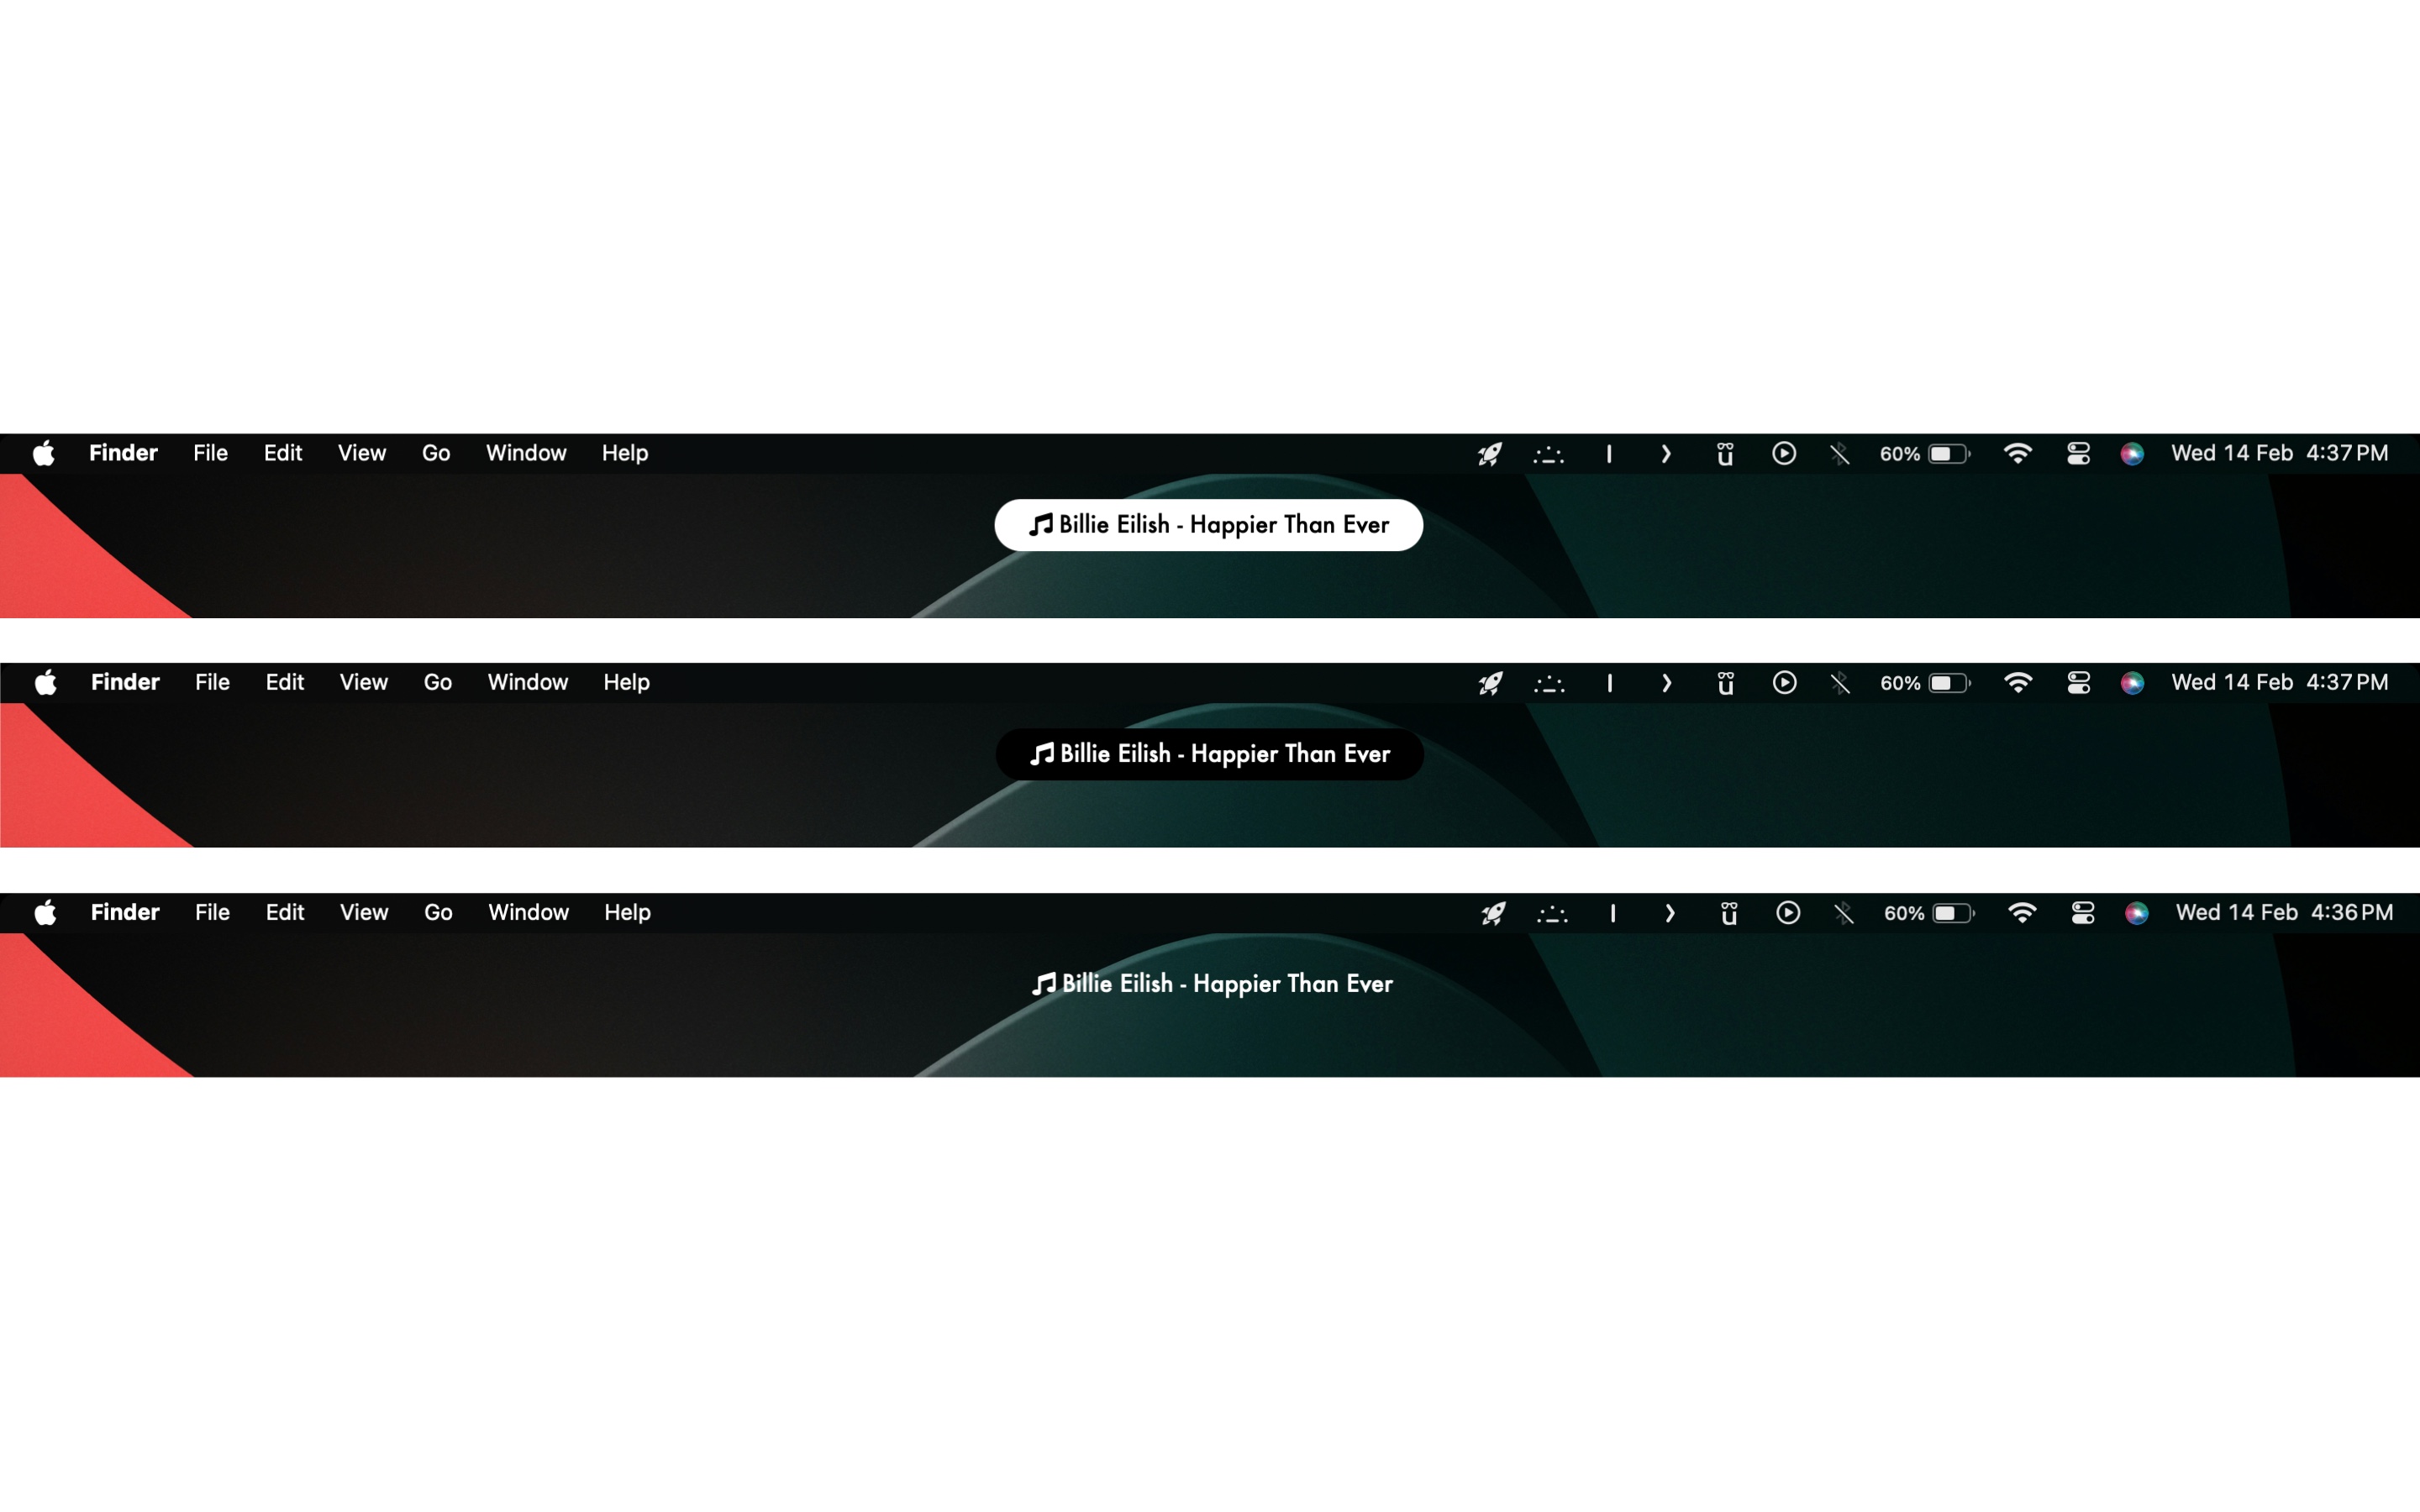 Finder File Edit View Go Window Help 60% Wed 14 Feb 4:37 PM
Billie Eilish - Happier Than Ever
Finder File Edit View Go Window Help 60% Wed 14 Feb 4:37 PM
Billie Eilish - Happier Than Ever
Finder File Edit View Go Window Help 60% Wed 14 Feb 4:36 PM
Billie Eilish - Happier Than Ever